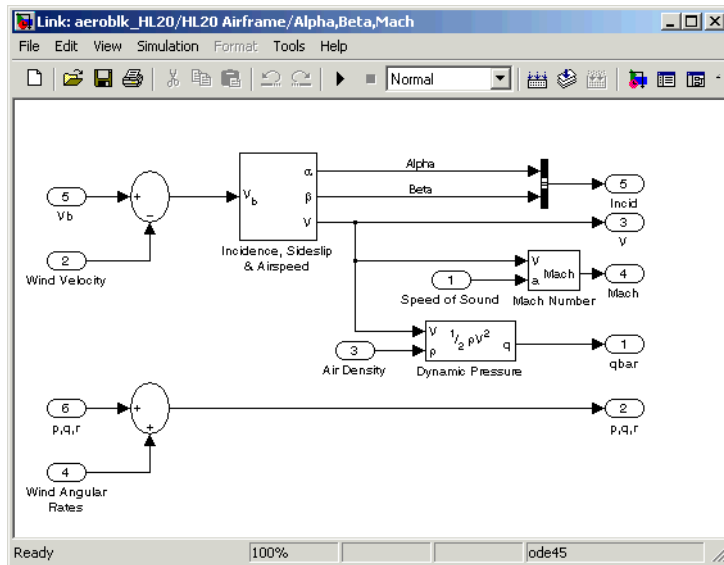 Link: aeroblk_HL20/HL20 Airframe/Alpha,Beta,Mach
File Edit View Simulation Format Tools Help
Normal
5
Vb
+
−
2
Wind Velocity
V_b
α
β
V
Incidence, Sideslip
& Airspeed
Alpha
Beta
5
Incid
3
V
1
Speed of Sound
V
a
Mach
Mach Number
4
Mach
3
Air Density
V
ρ
1/2 ρV²
q
Dynamic Pressure
1
qbar
6
p,q,r
+
+
4
Wind Angular
Rates
2
p,q,r
Ready 100% ode45